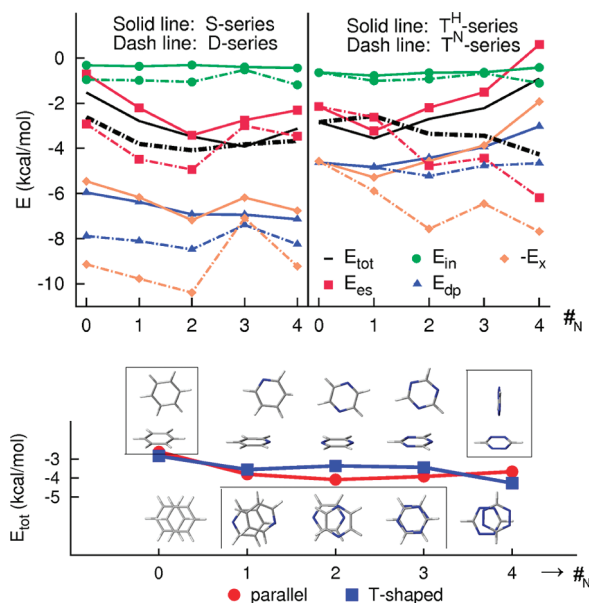 Solid line: S-series
Dash line: D-series
Solid line: T^H-series
Dash line: T^N-series
E (kcal/mol)
0
-2
-4
-6
-8
-10
E_tot
E_es
E_in
E_dp
-E_x
0 1 2 3 4
0 1 2 3 4 #_N
E_tot (kcal/mol)
-3
-4
-5
0 1 2 3 4 → #_N
parallel T-shaped